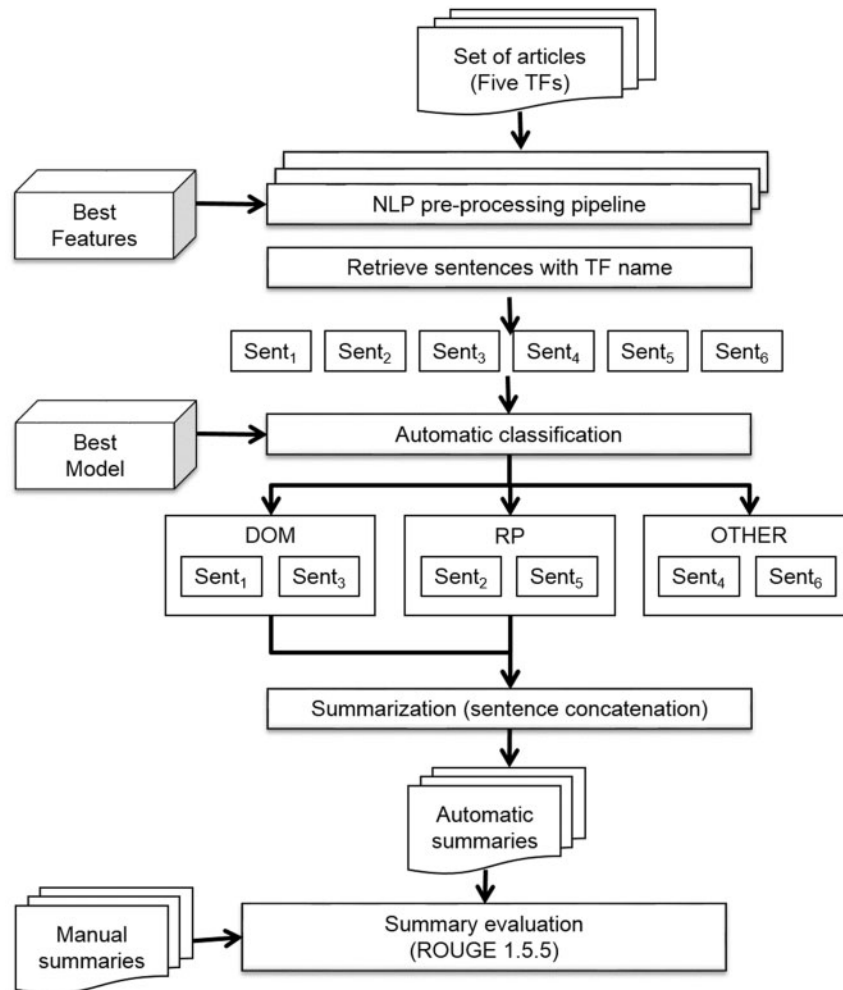 Set of articles
(Five TFs)
Best
Features
NLP pre-processing pipeline
Retrieve sentences with TF name
Sent₁ Sent₂ Sent₃ Sent₄ Sent₅ Sent₆
Best
Model
Automatic classification
DOM RP OTHER
Sent₁ Sent₃ Sent₂ Sent₅ Sent₄ Sent₆
Summarization (sentence concatenation)
Automatic
summaries
Manual
summaries
Summary evaluation
(ROUGE 1.5.5)